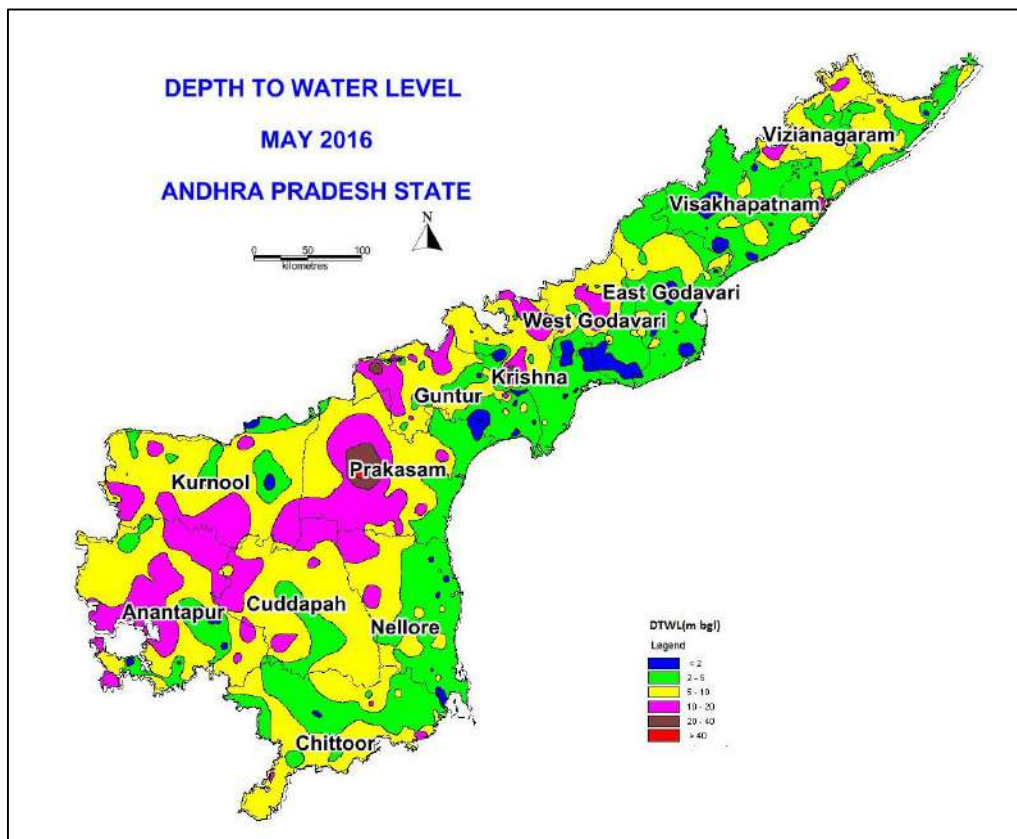 DEPTH TO WATER LEVEL
MAY 2016
ANDHRA PRADESH STATE
N
0 50 100
kilometres
Vizianagaram
Visakhapatnam
East Godavari
West Godavari
Krishna
Guntur
Prakasam
Kurnool
Anantapur
Cuddapah
Nellore
Chittoor
DTWL(m bgl)
Legend
< 2
2 - 5
5 - 10
10 - 20
20 - 40
> 40